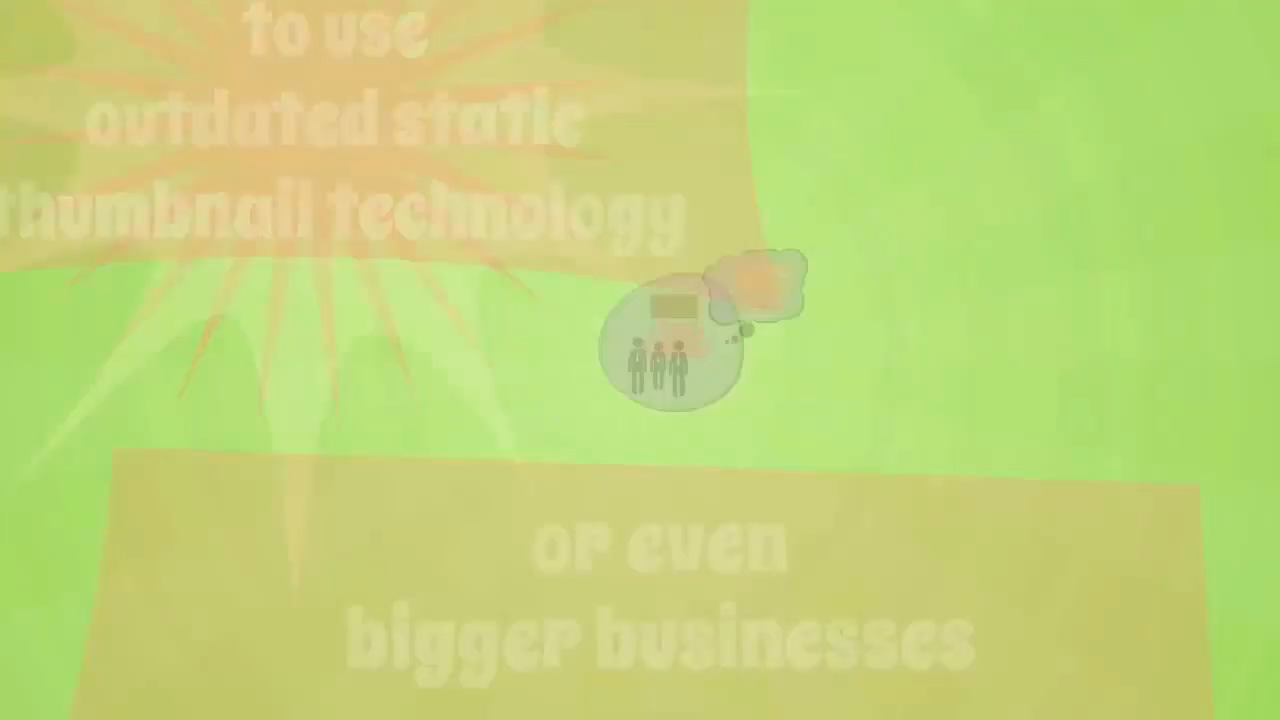 to use
outdated static
thumbnail technology
or even
bigger businesses